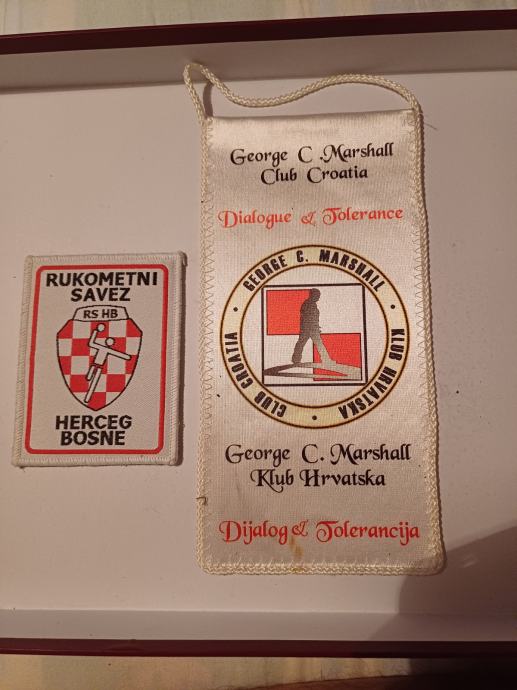 RUKOMETNI
SAVEZ
RS HB
HERCEG
BOSNE
George C .Marshall
Club Croatia
Dialogue & Tolerance
GEORGE C. MARSHALL • KLUB HRVATSKA • CLUB CROATIA •
George C. Marshall
Klub Hrvatska
Dijalog & Tolerancija